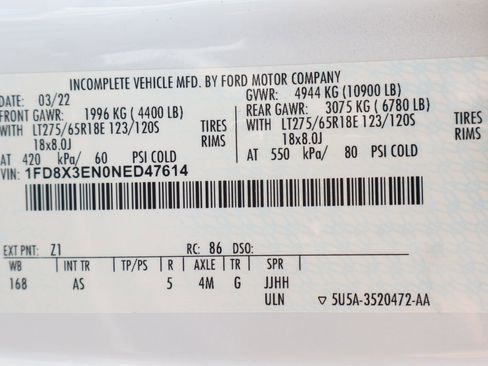 INCOMPLETE VEHICLE MFD. BY FORD MOTOR COMPANY
DATE: 03/22 GVWR: 4944 KG (10900 LB)
FRONT GAWR: 1996 KG (4400 LB) REAR GAWR: 3075 KG (6780 LB)
WITH LT275/65R18E 123/120S TIRES WITH LT275/65R18E 123/120S TIRES
18x8.0J RIMS 18x8.0J RIMS
AT 420 kPa/ 60 PSI COLD AT 550 kPa/ 80 PSI COLD
VIN: 1FD8X3EN0NED47614
EXT PNT: Z1 RC: 86 DSO:
WB INT TR TP/PS R AXLE TR SPR
168 AS 5 4M G JJHH
ULN ▽ 5U5A-3520472-AA